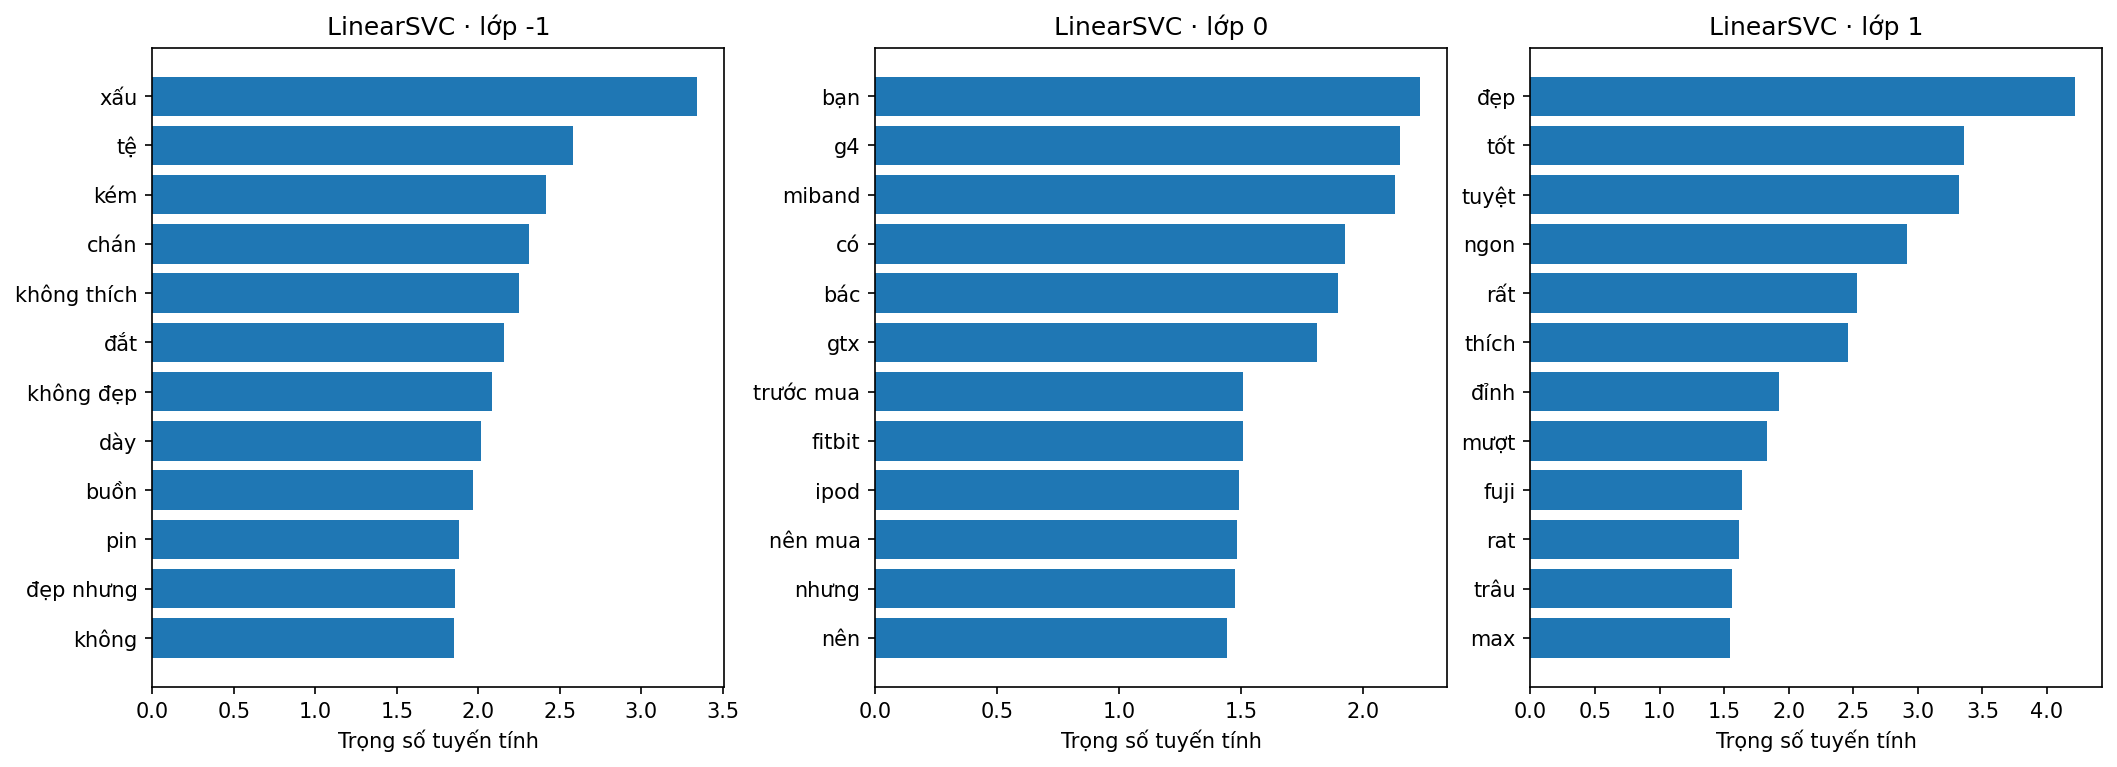 LinearSVC · lớp -1
xấu
tệ
kém
chán
không thích
đắt
không đẹp
dày
buồn
pin
đẹp nhưng
không
0.0 0.5 1.0 1.5 2.0 2.5 3.0 3.5
Trọng số tuyến tính
LinearSVC · lớp 0
bạn
g4
miband
có
bác
gtx
trước mua
fitbit
ipod
nên mua
nhưng
nên
0.0 0.5 1.0 1.5 2.0
Trọng số tuyến tính
LinearSVC · lớp 1
đẹp
tốt
tuyệt
ngon
rất
thích
đỉnh
mượt
fuji
rat
trâu
max
0.0 0.5 1.0 1.5 2.0 2.5 3.0 3.5 4.0
Trọng số tuyến tính